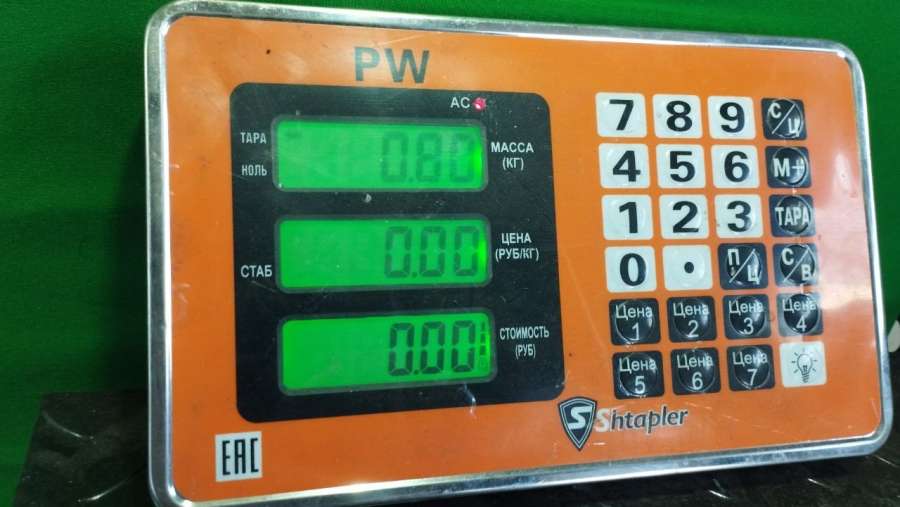 PW
AC
ТАРА
НОЛЬ
0.80
МАССА
(КГ)
СТАБ
0.00
ЦЕНА
(РУБ/КГ)
0.00
СТОИМОСТЬ
(РУБ)
7 8 9 С/Ц
4 5 6 М+
1 2 3 ТАРА
0 . П/Ц С/В
Цена 1 Цена 2 Цена 3 Цена 4
Цена 5 Цена 6 Цена 7
S Shtapler
EAC